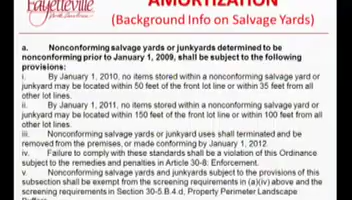 Fayetteville
AMORTIZATION
(Background Info on Salvage Yards)
a. Nonconforming salvage yards or junkyards determined to be
nonconforming prior to January 1, 2009, shall be subject to the following
provisions:
i. By January 1, 2010, no items stored within a nonconforming salvage yard or
junkyard may be located within 50 feet of the front lot line or within 35 feet from all
other lot lines.
ii. By January 1, 2011, no items stored within a nonconforming salvage yard or
junkyard may be located within 150 feet of the front lot line or within 100 feet from all
other lot lines.
iii. Nonconforming salvage yards or junkyard uses shall terminated and be
removed from the premises, or made conforming by January 1, 2012.
iv. Failure to comply with these standards shall be a violation of this Ordinance
subject to the remedies and penalties in Article 30-8: Enforcement.
v. Nonconforming salvage yards and junkyards subject to the provisions of this
subsection shall be exempt from the screening requirements in (a)(iv) above and the
screening requirements in Section 30-5.B.4.d, Property Perimeter Landscape